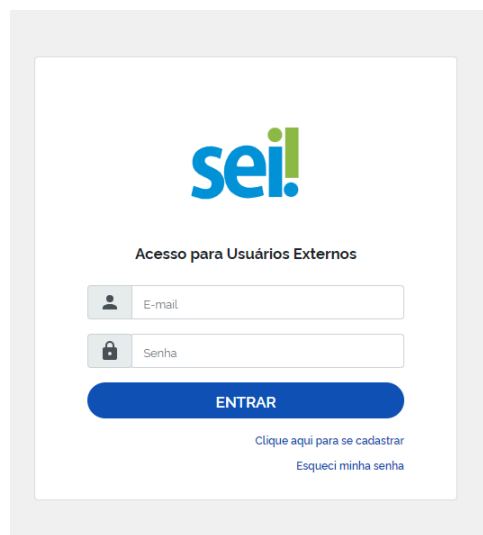 sei!
Acesso para Usuários Externos
E-mail
Senha
ENTRAR
Clique aqui para se cadastrar
Esqueci minha senha